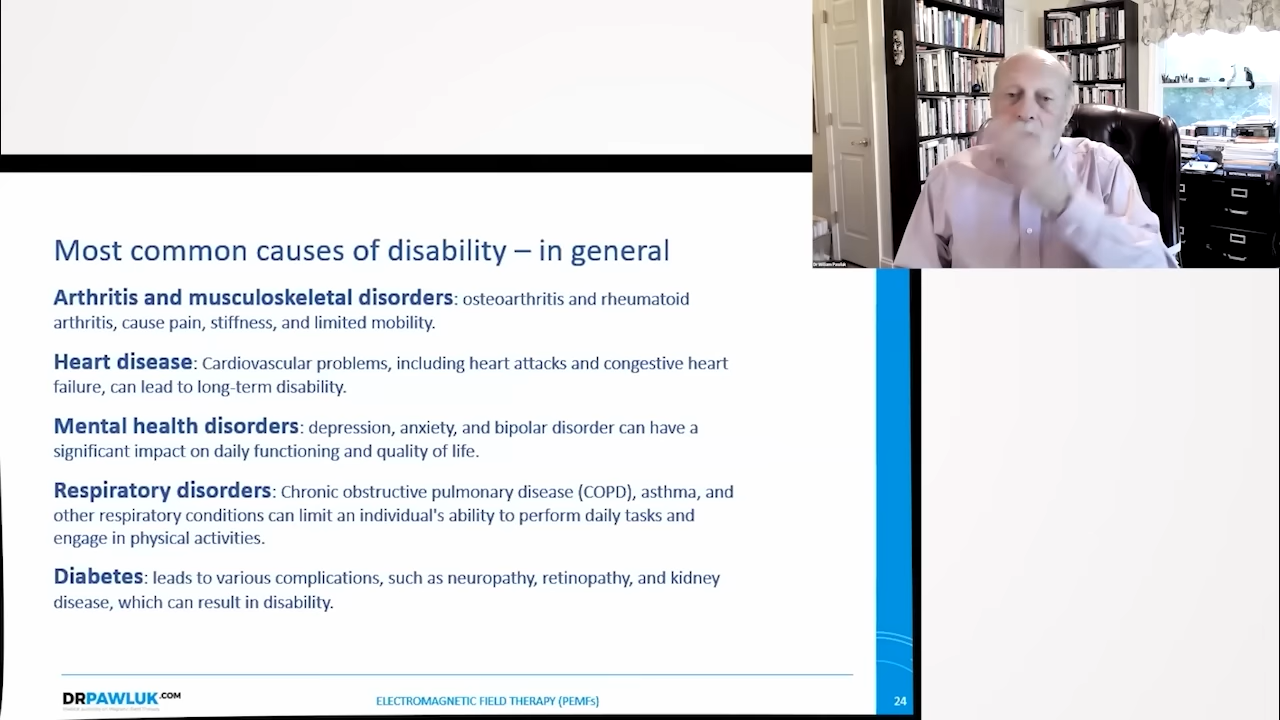 Dr William Pawluk
Most common causes of disability – in general
Arthritis and musculoskeletal disorders: osteoarthritis and rheumatoid
arthritis, cause pain, stiffness, and limited mobility.
Heart disease: Cardiovascular problems, including heart attacks and congestive heart
failure, can lead to long-term disability.
Mental health disorders: depression, anxiety, and bipolar disorder can have a
significant impact on daily functioning and quality of life.
Respiratory disorders: Chronic obstructive pulmonary disease (COPD), asthma, and
other respiratory conditions can limit an individual's ability to perform daily tasks and
engage in physical activities.
Diabetes: leads to various complications, such as neuropathy, retinopathy, and kidney
disease, which can result in disability.
DRPAWLUK.COM
ELECTROMAGNETIC FIELD THERAPY (PEMFs)
24